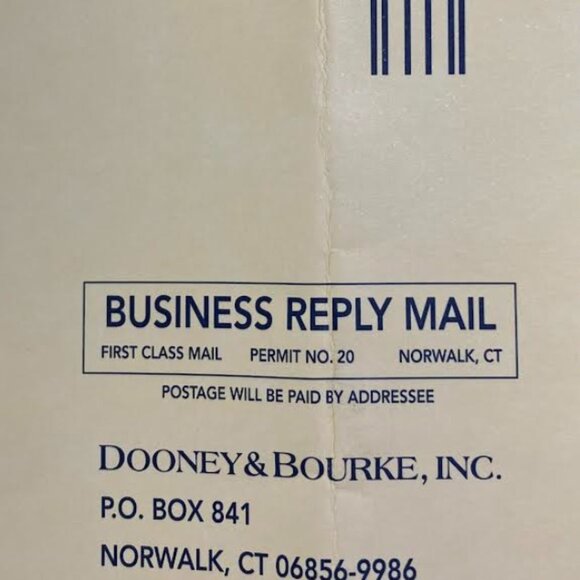 BUSINESS REPLY MAIL
FIRST CLASS MAIL PERMIT NO. 20 NORWALK, CT
POSTAGE WILL BE PAID BY ADDRESSEE
DOONEY & BOURKE, INC.
P.O. BOX 841
NORWALK, CT 06856-9986